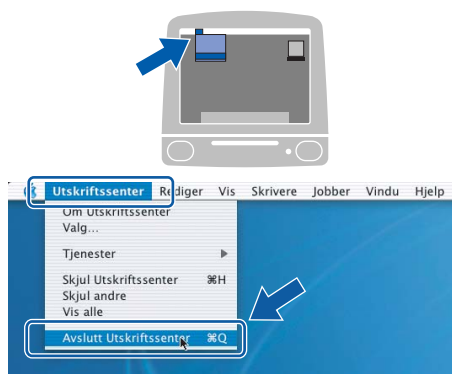 Utskriftssenter Rediger Vis Skrivere Jobber Vindu Hjelp
Om Utskriftssenter
Valg...
Tjenester
Skjul Utskriftssenter ⌘H
Skjul andre
Vis alle
Avslutt Utskriftssenter ⌘Q